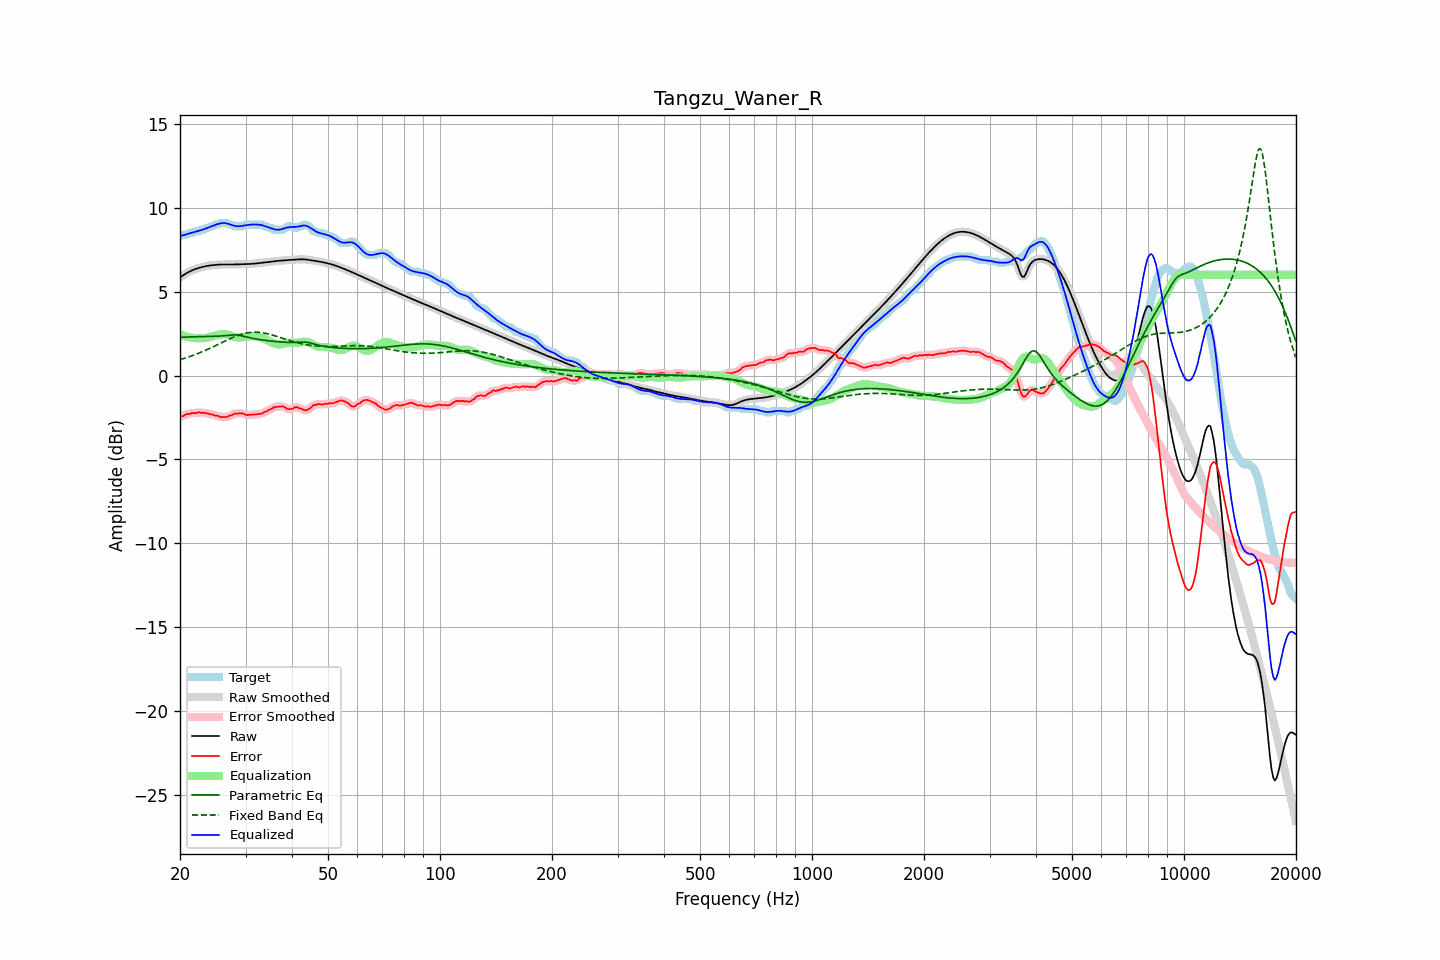 Tangzu_Waner_R
15
10
5
0
−5
−10
−15
−20
−25
Amplitude (dBr)
Target
Raw Smoothed
Error Smoothed
Raw
Error
Equalization
Parametric Eq
Fixed Band Eq
Equalized
20 50 100 200 500 1000 2000 5000 10000 20000
Frequency (Hz)